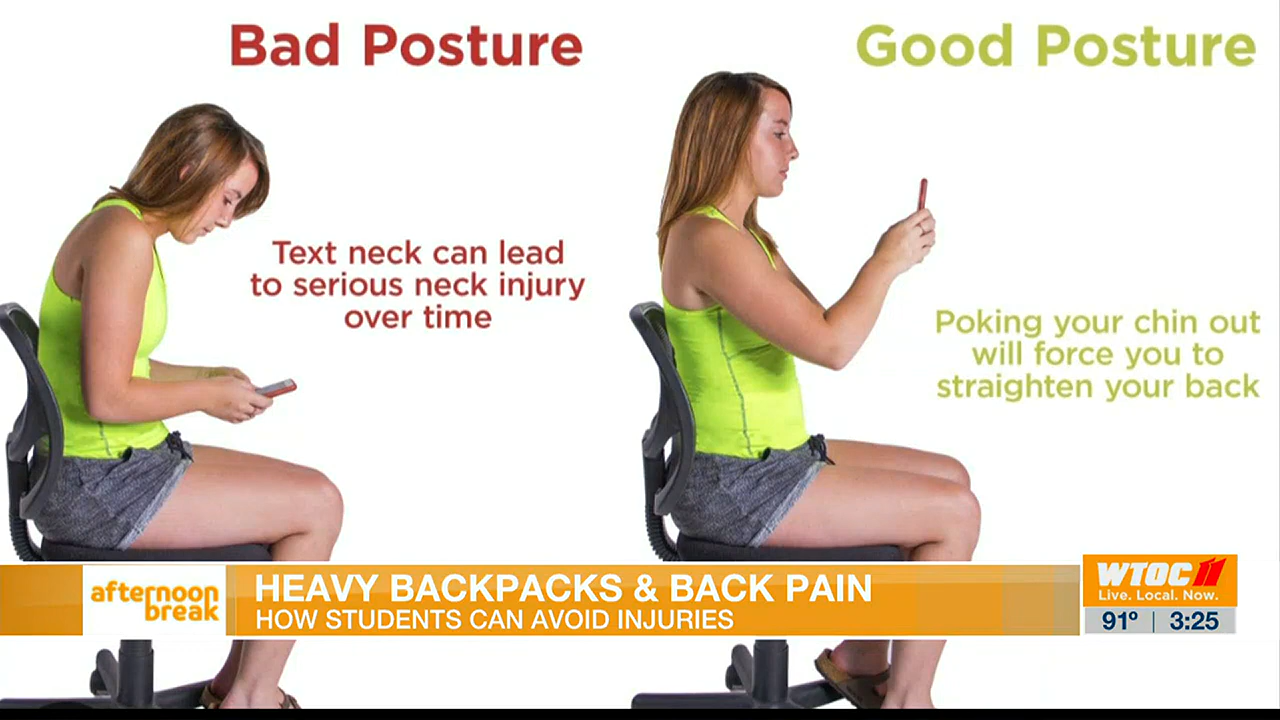 Bad Posture
Good Posture
Text neck can lead
to serious neck injury
over time
Poking your chin out
will force you to
straighten your back
afternoon
break
HEAVY BACKPACKS & BACK PAIN
HOW STUDENTS CAN AVOID INJURIES
WTOC 11
Live. Local. Now.
91º | 3:25